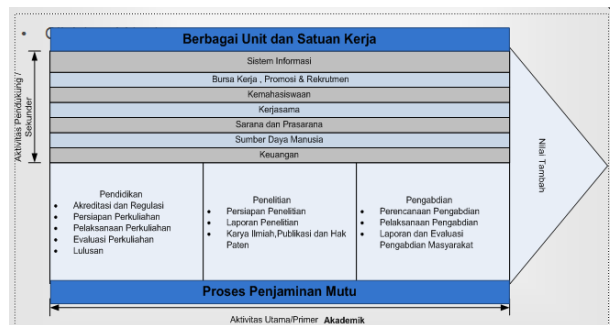 Berbagai Unit dan Satuan Kerja
Aktivitas Pendukung /
Sekunder
Sistem Informasi
Bursa Kerja , Promosi & Rekrutmen
Kemahasiswaan
Kerjasama
Sarana dan Prasarana
Sumber Daya Manusia
Keuangan
Nilai Tambah
Pendidikan
• Akreditasi dan Regulasi
• Persiapan Perkuliahan
• Pelaksanaan Perkuliahan
• Evaluasi Perkuliahan
• Lulusan
Penelitian
• Persiapan Penelitian
• Laporan Penelitian
• Karya Ilmiah,Publikasi dan Hak
Paten
Pengabdian
• Perencanaan Pengabdian
• Pelaksanaan Pengabdian
• Laporan dan Evaluasi
Pengabdian Masyarakat
Proses Penjaminan Mutu
Aktivitas Utama/Primer Akademik